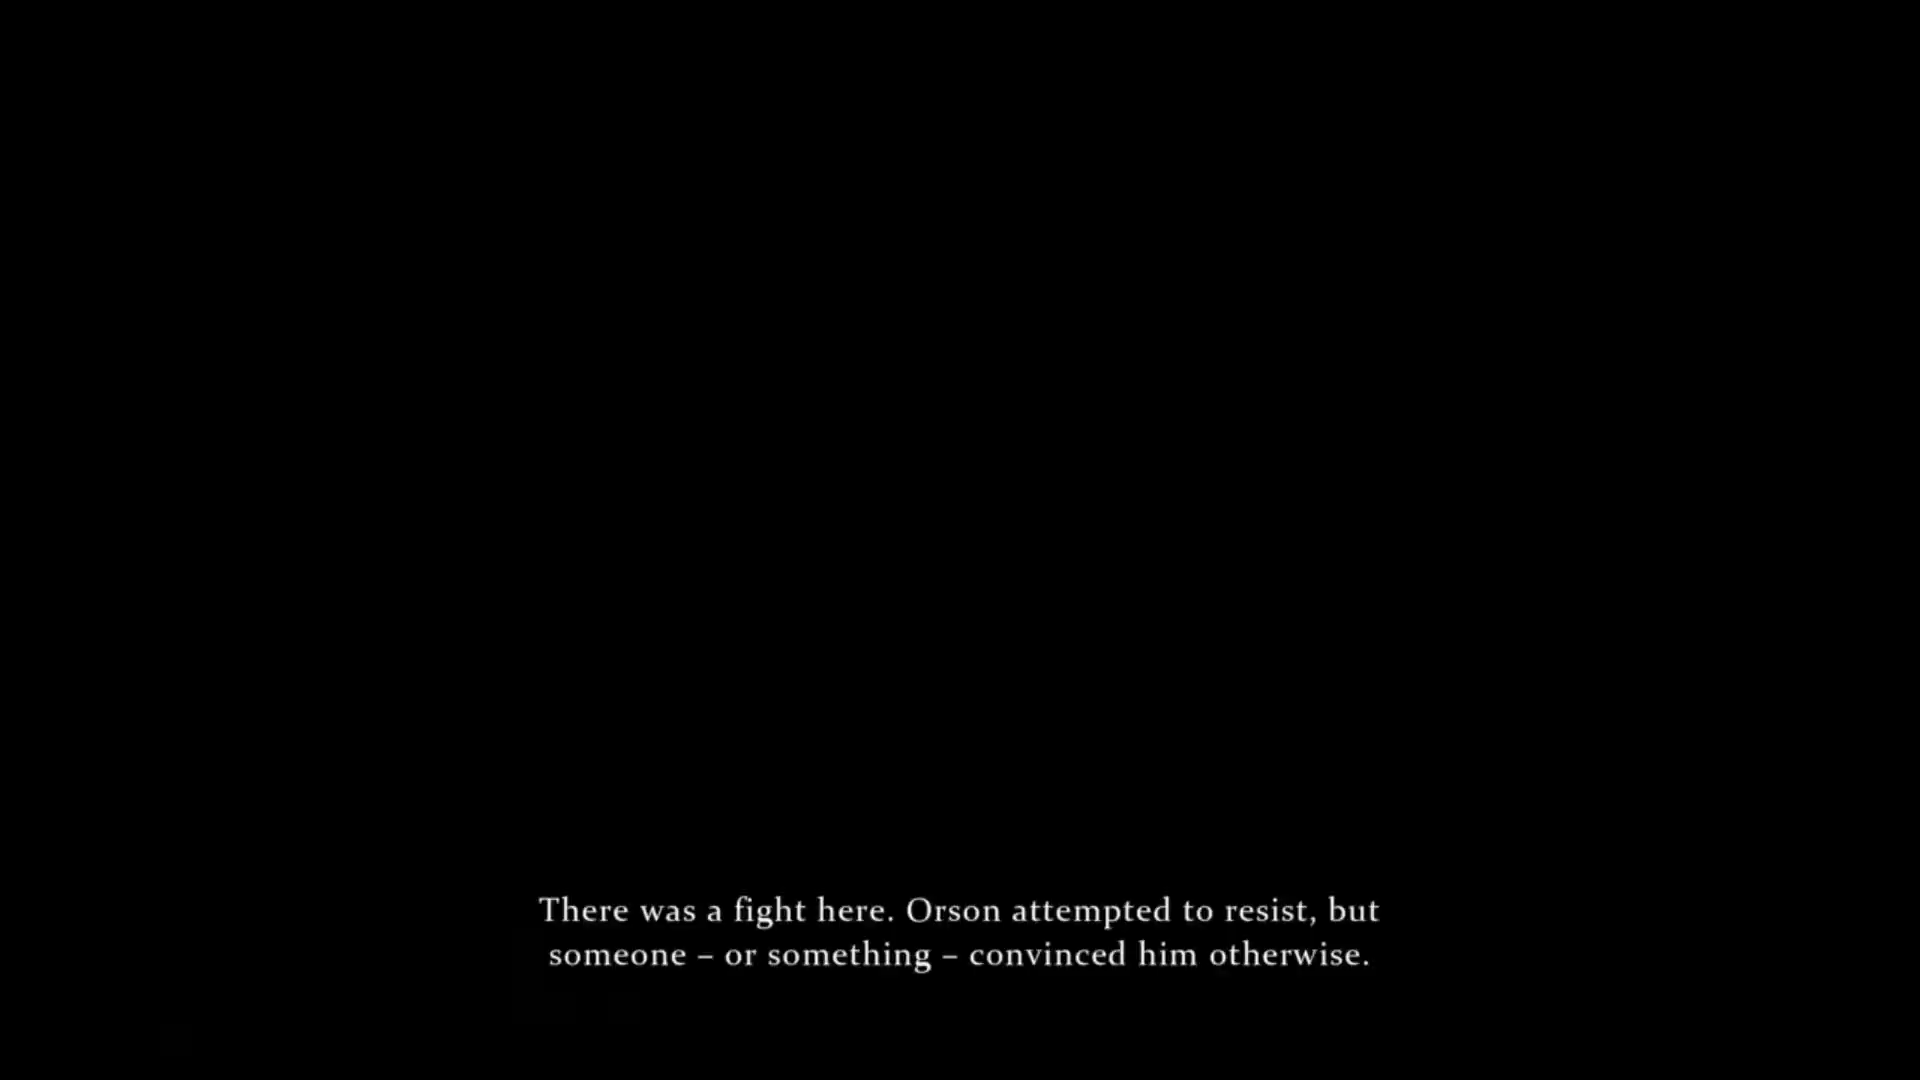 There was a fight here. Orson attempted to resist, but
someone – or something – convinced him otherwise.